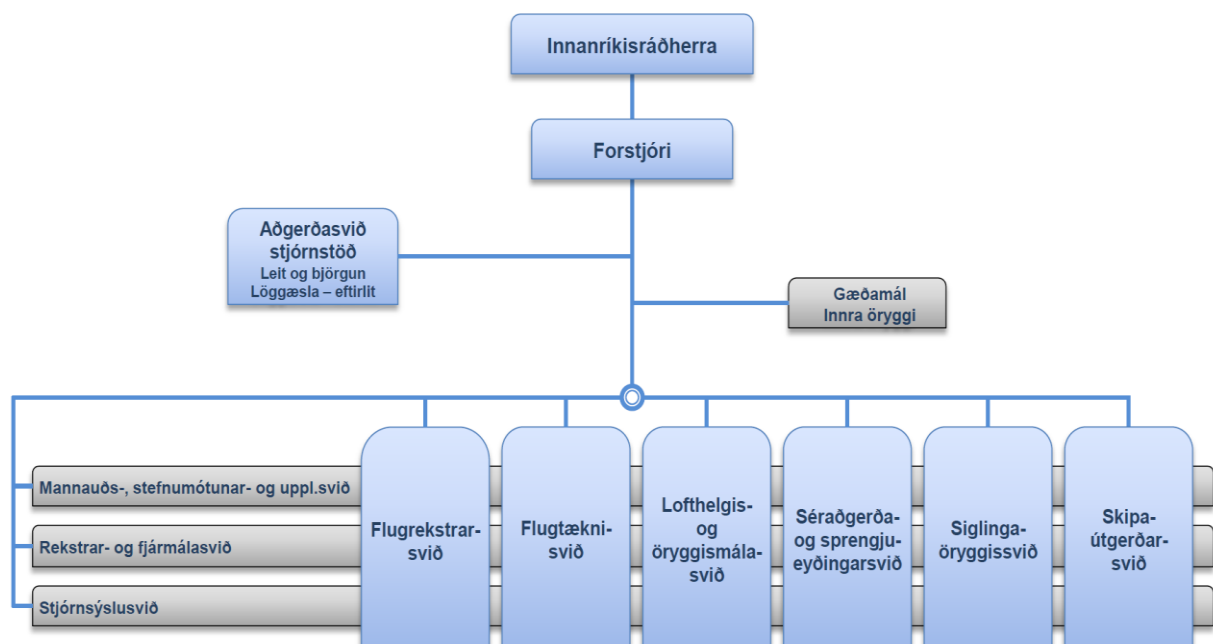 Innanríkisráðherra
Forstjóri
Aðgerðasvið
stjórnstöð
Leit og björgun
Löggæsla – eftirlit
Gæðamál
Innra öryggi
Mannauðs-, stefnumótunar- og uppl.svið
Rekstrar- og fjármálasvið
Stjórnsýslusvið
Flugrekstrar-
svið
Flugtækni-
svið
Lofthelgis-
og
öryggismála-
svið
Séraðgerða-
og sprengju-
eyðingarsvið
Siglinga-
öryggissvið
Skipa-
útgerðar-
svið